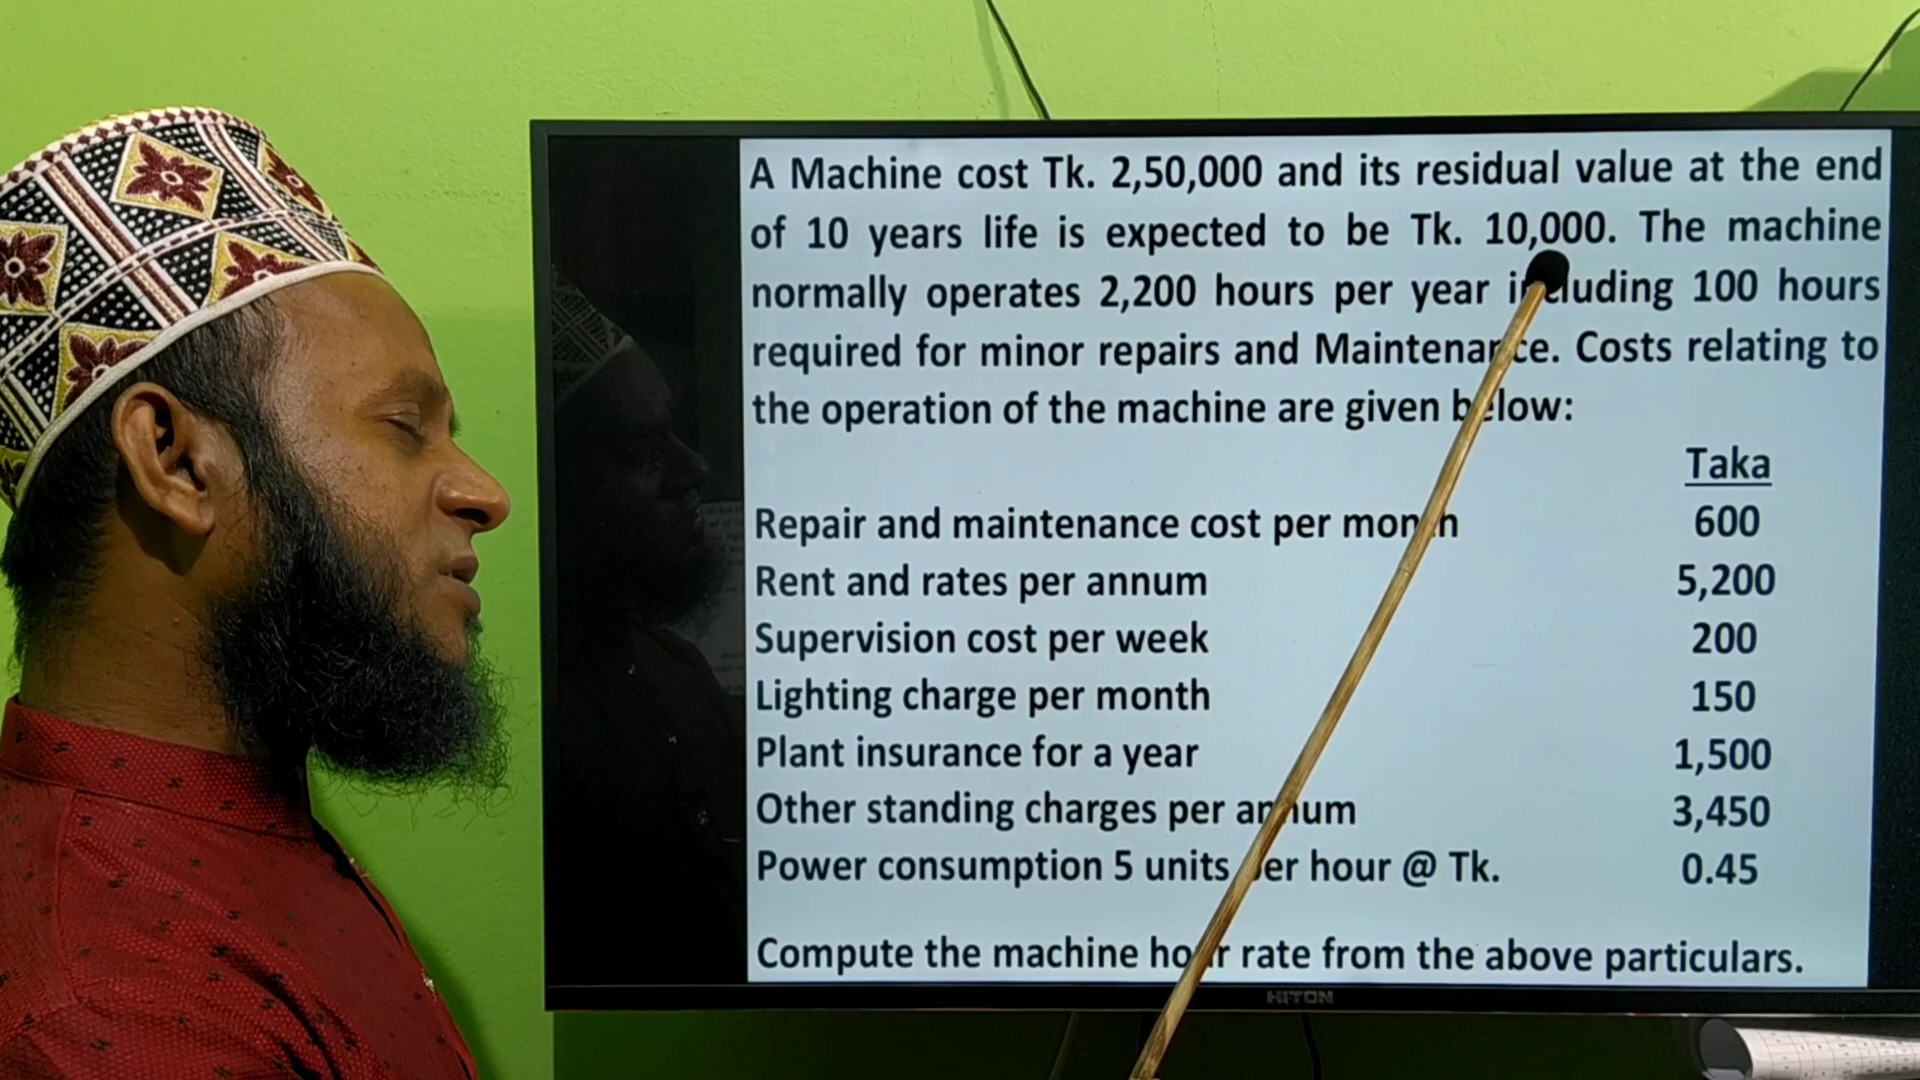 A Machine cost Tk. 2,50,000 and its residual value at the end
of 10 years life is expected to be Tk. 10,000. The machine
normally operates 2,200 hours per year including 100 hours
required for minor repairs and Maintenance. Costs relating to
the operation of the machine are given below:
Taka
Repair and maintenance cost per month 600
Rent and rates per annum 5,200
Supervision cost per week 200
Lighting charge per month 150
Plant insurance for a year 1,500
Other standing charges per annum 3,450
Power consumption 5 units per hour @ Tk. 0.45
Compute the machine hour rate from the above particulars.
HITON